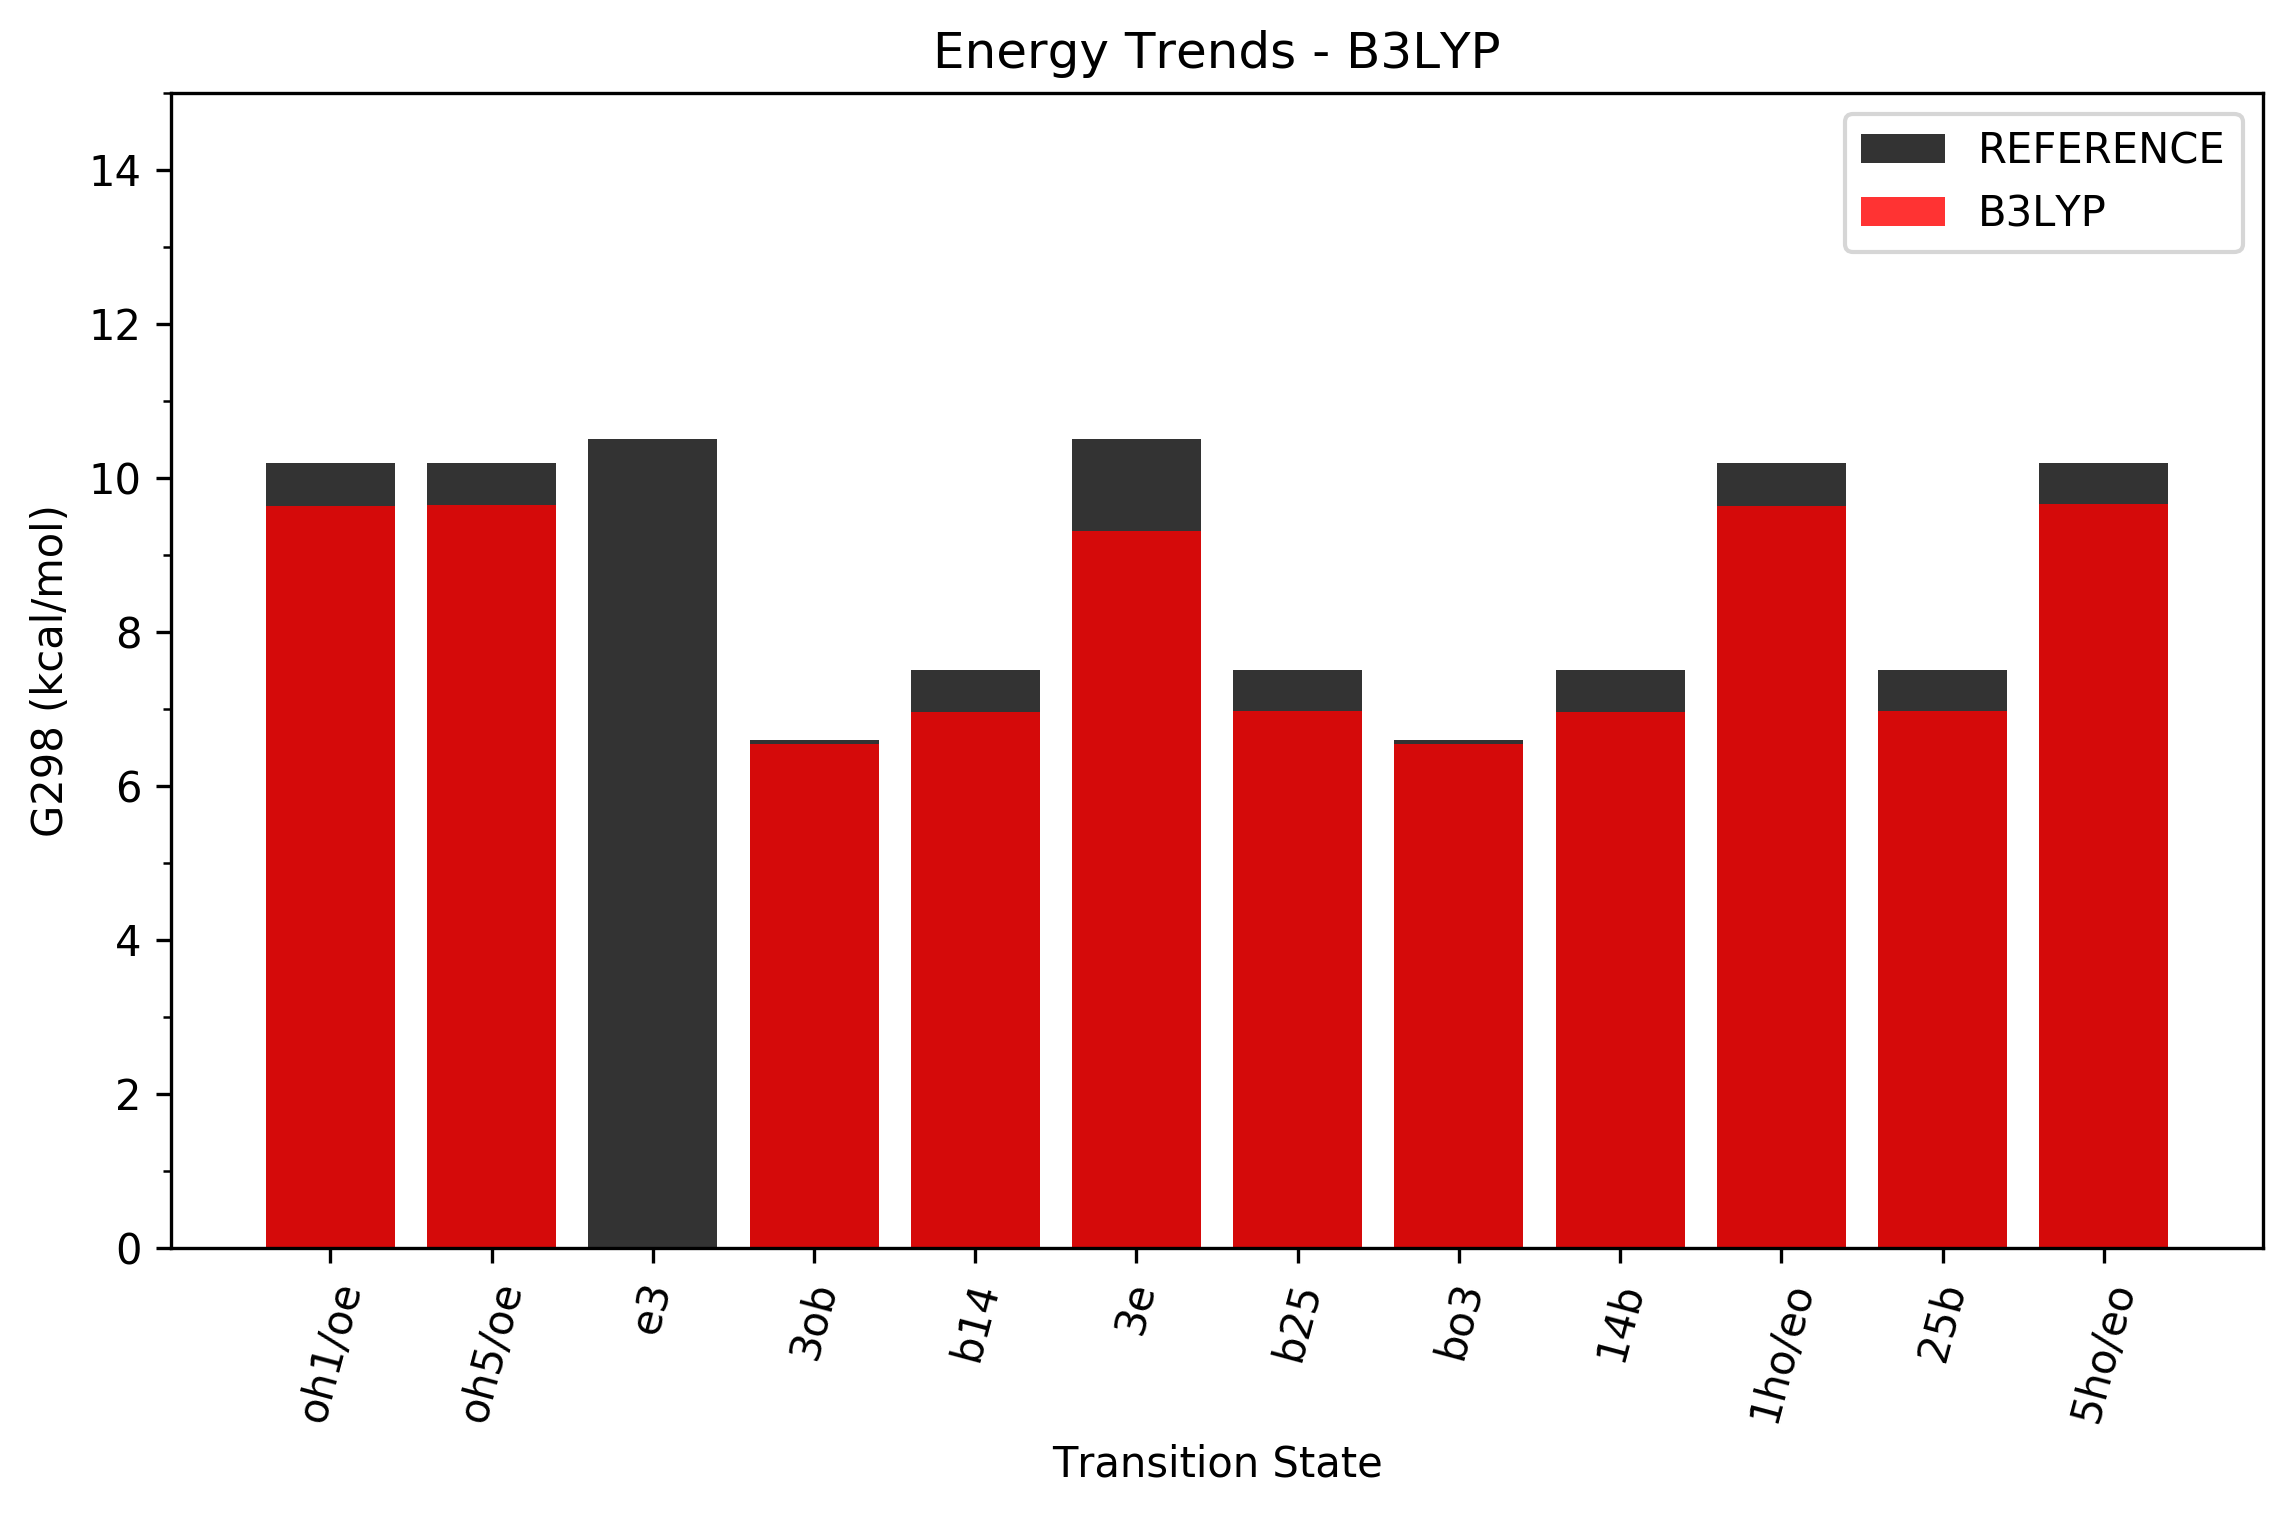 Energy Trends - B3LYP
REFERENCE
B3LYP
14
12
10
8
6
4
2
0
G298 (kcal/mol)
oh1/oe
oh5/oe
e3
3ob
b14
3e
b25
bo3
14b
1ho/eo
25b
5ho/eo
Transition State